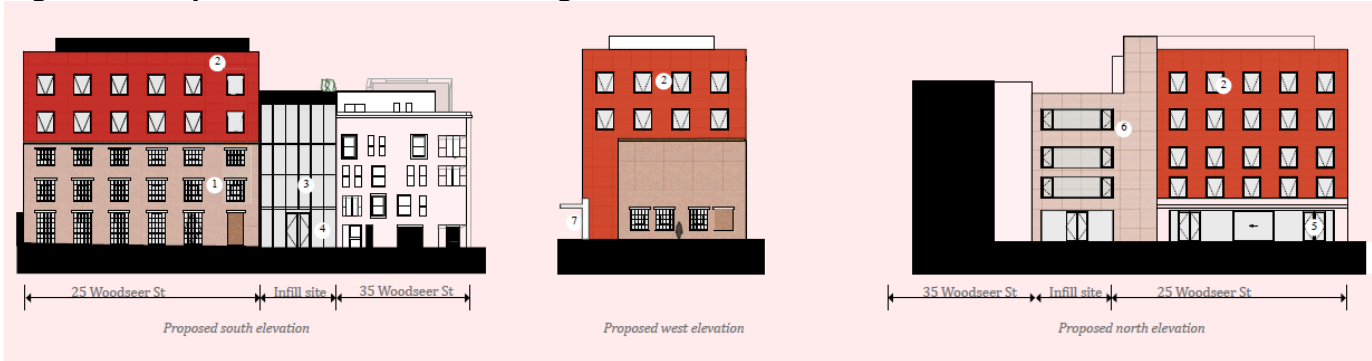 2
1
3
4
25 Woodseer St
Infill site
35 Woodseer St
Proposed south elevation
2
7
Proposed west elevation
2
6
5
35 Woodseer St
Infill site
25 Woodseer St
Proposed north elevation